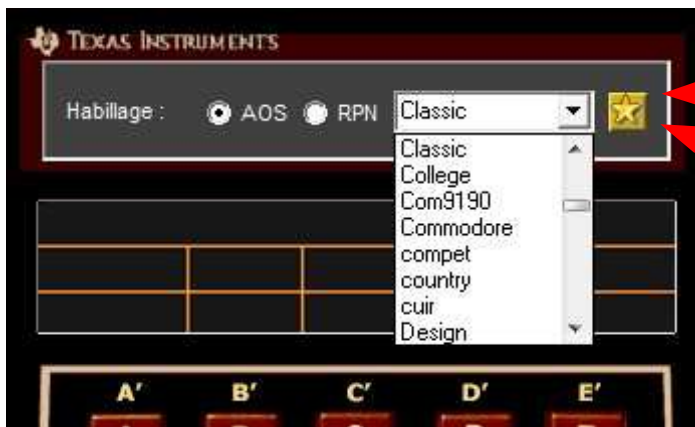 TEXAS INSTRUMENTS
Habillage : AOS RPN Classic
Classic
College
Com9190
Commodore
compet
country
cuir
Design
A′ B′ C′ D′ E′